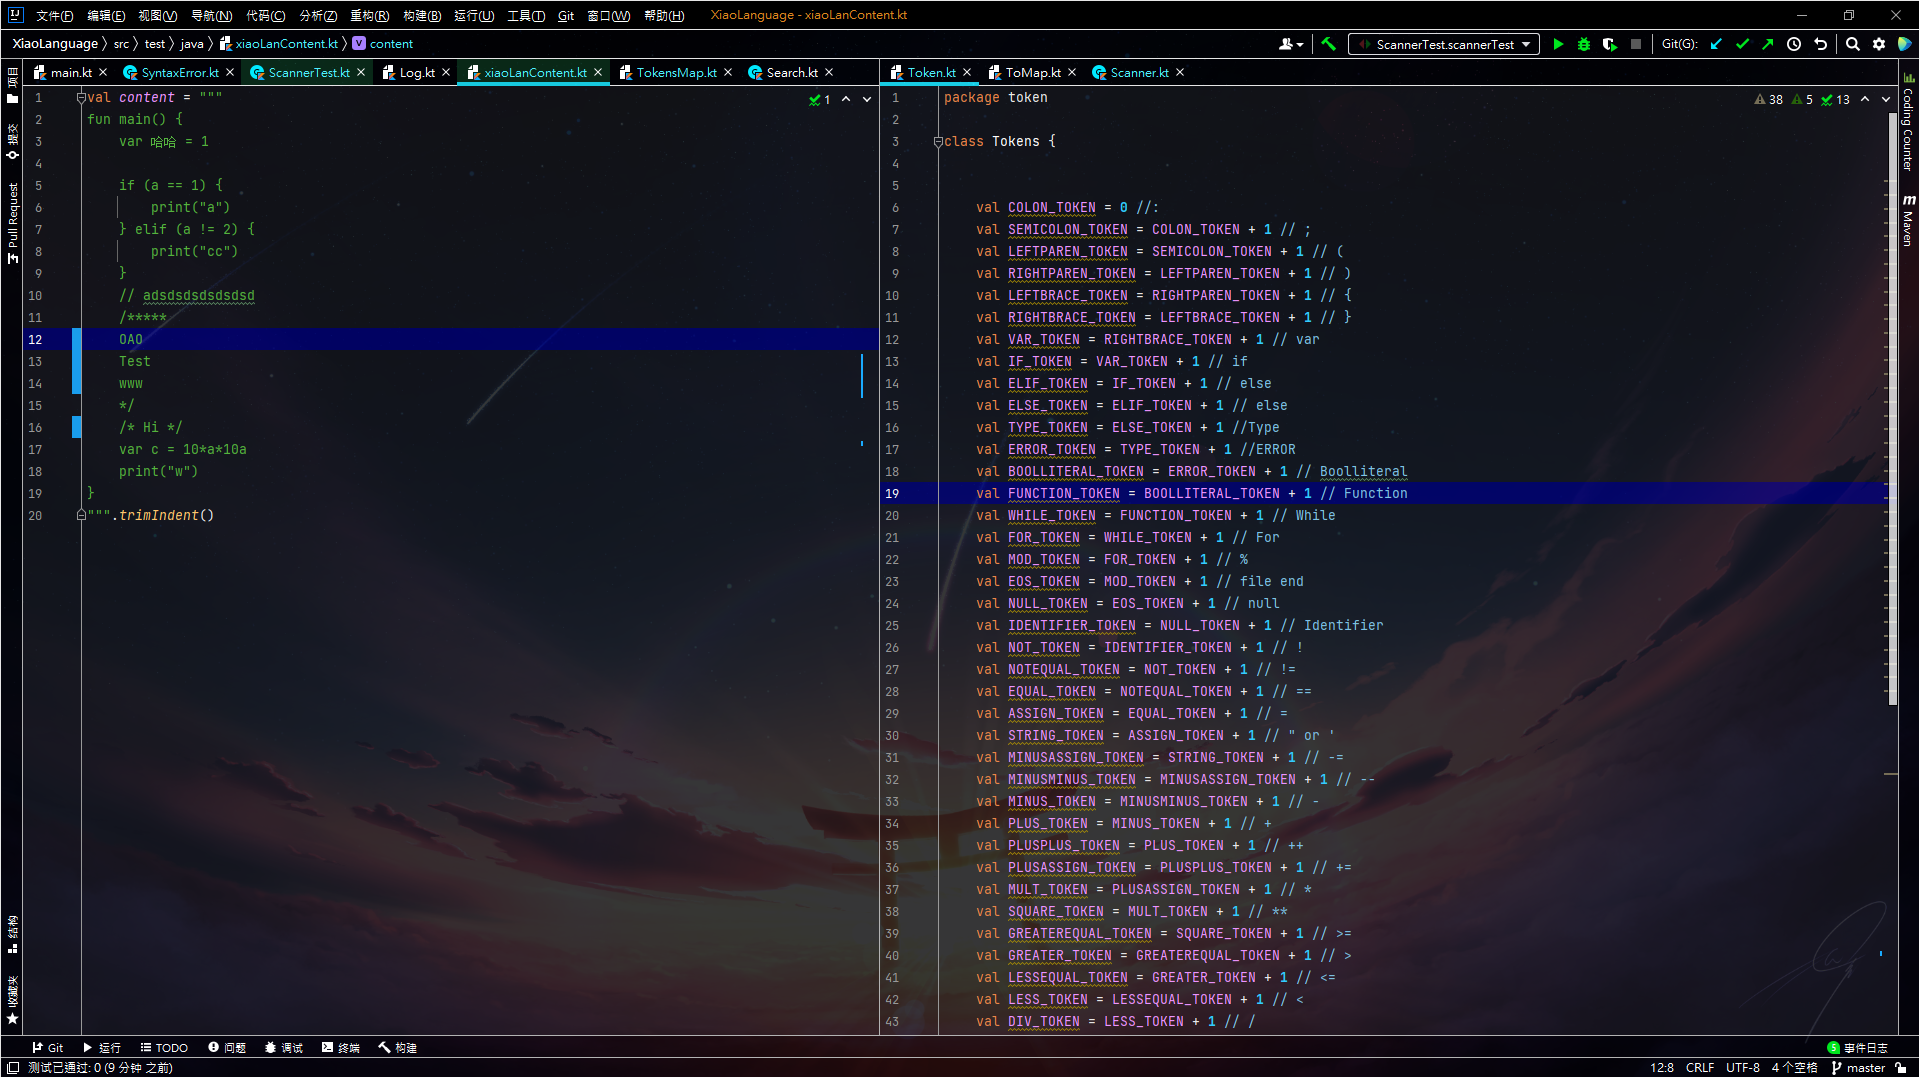 文件(F) 编辑(E) 视图(V) 导航(N) 代码(C) 分析(Z) 重构(R) 构建(B) 运行(U) 工具(T) Git 窗口(W) 帮助(H) XiaoLanguage - xiaoLanContent.kt
XiaoLanguage 〉 src 〉 test 〉 java 〉 xiaoLanContent.kt 〉 content
ScannerTest.scannerTest Git(G):
main.kt SyntaxError.kt ScannerTest.kt Log.kt xiaoLanContent.kt TokensMap.kt Search.kt
1 val content = """
2 fun main() {
3 var 哈哈 = 1
4
5 if (a == 1) {
6 print("a")
7 } elif (a != 2) {
8 print("cc")
9 }
10 // adsdsdsdsdsdsd
11 /*****
12 OAO
13 Test
14 www
15 */
16 /* Hi */
17 var c = 10*a*10a
18 print("w")
19 }
20 """.trimIndent()
1
Token.kt ToMap.kt Scanner.kt
38 5 13
1 package token
2
3 class Tokens {
4
5
6 val COLON_TOKEN = 0 //:
7 val SEMICOLON_TOKEN = COLON_TOKEN + 1 // ;
8 val LEFTPAREN_TOKEN = SEMICOLON_TOKEN + 1 // (
9 val RIGHTPAREN_TOKEN = LEFTPAREN_TOKEN + 1 // )
10 val LEFTBRACE_TOKEN = RIGHTPAREN_TOKEN + 1 // {
11 val RIGHTBRACE_TOKEN = LEFTBRACE_TOKEN + 1 // }
12 val VAR_TOKEN = RIGHTBRACE_TOKEN + 1 // var
13 val IF_TOKEN = VAR_TOKEN + 1 // if
14 val ELIF_TOKEN = IF_TOKEN + 1 // else
15 val ELSE_TOKEN = ELIF_TOKEN + 1 // else
16 val TYPE_TOKEN = ELSE_TOKEN + 1 //Type
17 val ERROR_TOKEN = TYPE_TOKEN + 1 //ERROR
18 val BOOLLITERAL_TOKEN = ERROR_TOKEN + 1 // Boolliteral
19 val FUNCTION_TOKEN = BOOLLITERAL_TOKEN + 1 // Function
20 val WHILE_TOKEN = FUNCTION_TOKEN + 1 // While
21 val FOR_TOKEN = WHILE_TOKEN + 1 // For
22 val MOD_TOKEN = FOR_TOKEN + 1 // %
23 val EOS_TOKEN = MOD_TOKEN + 1 // file end
24 val NULL_TOKEN = EOS_TOKEN + 1 // null
25 val IDENTIFIER_TOKEN = NULL_TOKEN + 1 // Identifier
26 val NOT_TOKEN = IDENTIFIER_TOKEN + 1 // !
27 val NOTEQUAL_TOKEN = NOT_TOKEN + 1 // !=
28 val EQUAL_TOKEN = NOTEQUAL_TOKEN + 1 // ==
29 val ASSIGN_TOKEN = EQUAL_TOKEN + 1 // =
30 val STRING_TOKEN = ASSIGN_TOKEN + 1 // " or '
31 val MINUSASSIGN_TOKEN = STRING_TOKEN + 1 // -=
32 val MINUSMINUS_TOKEN = MINUSASSIGN_TOKEN + 1 // --
33 val MINUS_TOKEN = MINUSMINUS_TOKEN + 1 // -
34 val PLUS_TOKEN = MINUS_TOKEN + 1 // +
35 val PLUSPLUS_TOKEN = PLUS_TOKEN + 1 // ++
36 val PLUSASSIGN_TOKEN = PLUSPLUS_TOKEN + 1 // +=
37 val MULT_TOKEN = PLUSASSIGN_TOKEN + 1 // *
38 val SQUARE_TOKEN = MULT_TOKEN + 1 // **
39 val GREATEREQUAL_TOKEN = SQUARE_TOKEN + 1 // >=
40 val GREATER_TOKEN = GREATEREQUAL_TOKEN + 1 // >
41 val LESSEQUAL_TOKEN = GREATER_TOKEN + 1 // <=
42 val LESS_TOKEN = LESSEQUAL_TOKEN + 1 // <
43 val DIV_TOKEN = LESS_TOKEN + 1 // /
项目
提交
Pull Request
结构
收藏夹
Coding Counter
Maven
Git 运行 TODO 问题 调试 终端 构建 5 事件日志
测试已通过: 0 (9 分钟 之前) 12:8 CRLF UTF-8 4 个空格 master